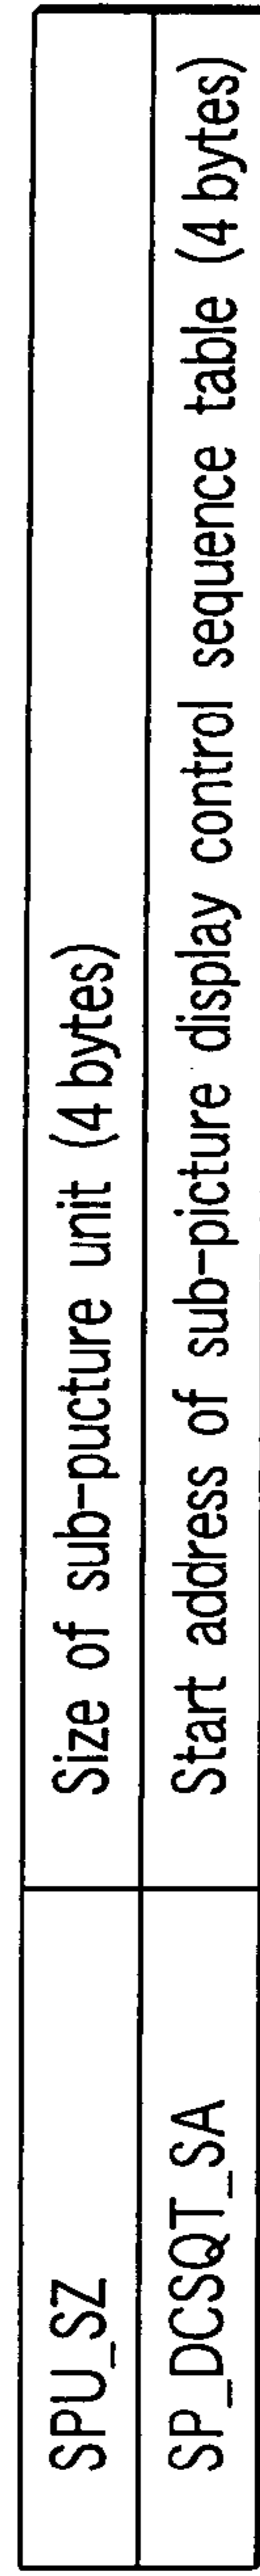 SPU_SZ Size of sub-pucture unit (4 bytes)
SP_DCSQT_SA Start address of sub-picture display control sequence table (4 bytes)